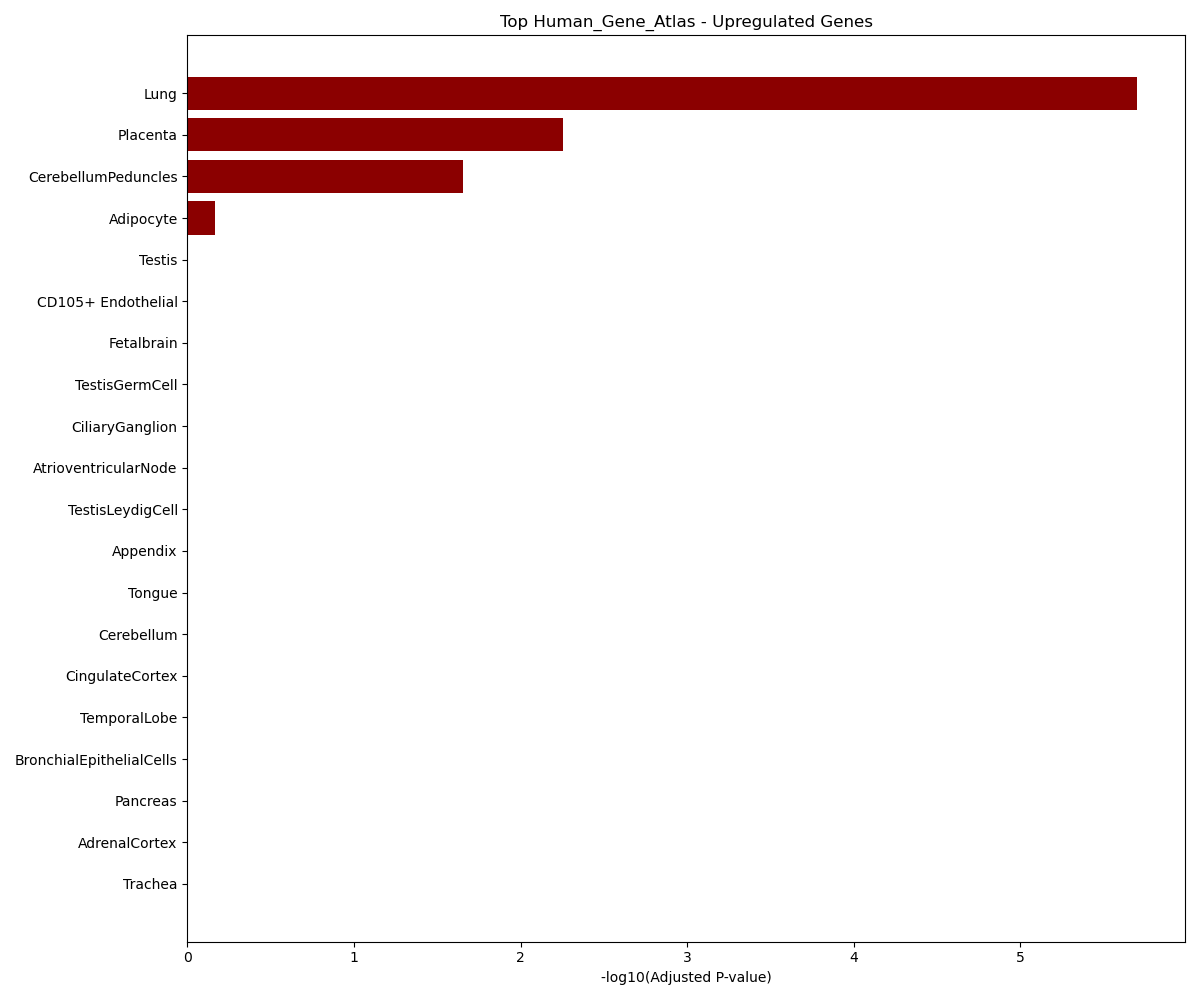 Top Human_Gene_Atlas - Upregulated Genes
Lung
Placenta
CerebellumPeduncles
Adipocyte
Testis
CD105+ Endothelial
Fetalbrain
TestisGermCell
CiliaryGanglion
AtrioventricularNode
TestisLeydigCell
Appendix
Tongue
Cerebellum
CingulateCortex
TemporalLobe
BronchialEpithelialCells
Pancreas
AdrenalCortex
Trachea
0 1 2 3 4 5
-log10(Adjusted P-value)